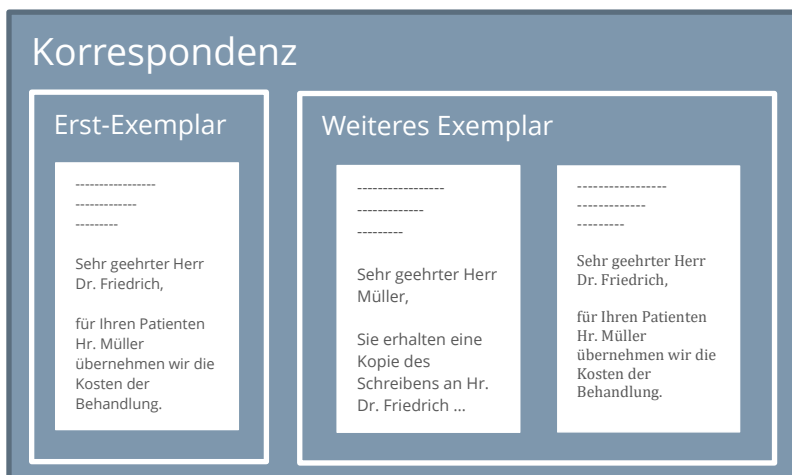 Korrespondenz
Erst-Exemplar
-----------------
-------------
---------
Sehr geehrter Herr
Dr. Friedrich,
für Ihren Patienten
Hr. Müller
übernehmen wir die
Kosten der
Behandlung.
Weiteres Exemplar
-----------------
-------------
---------
Sehr geehrter Herr
Müller,
Sie erhalten eine
Kopie des
Schreibens an Hr.
Dr. Friedrich ...
-----------------
-------------
---------
Sehr geehrter Herr
Dr. Friedrich,
für Ihren Patienten
Hr. Müller
übernehmen wir die
Kosten der
Behandlung.